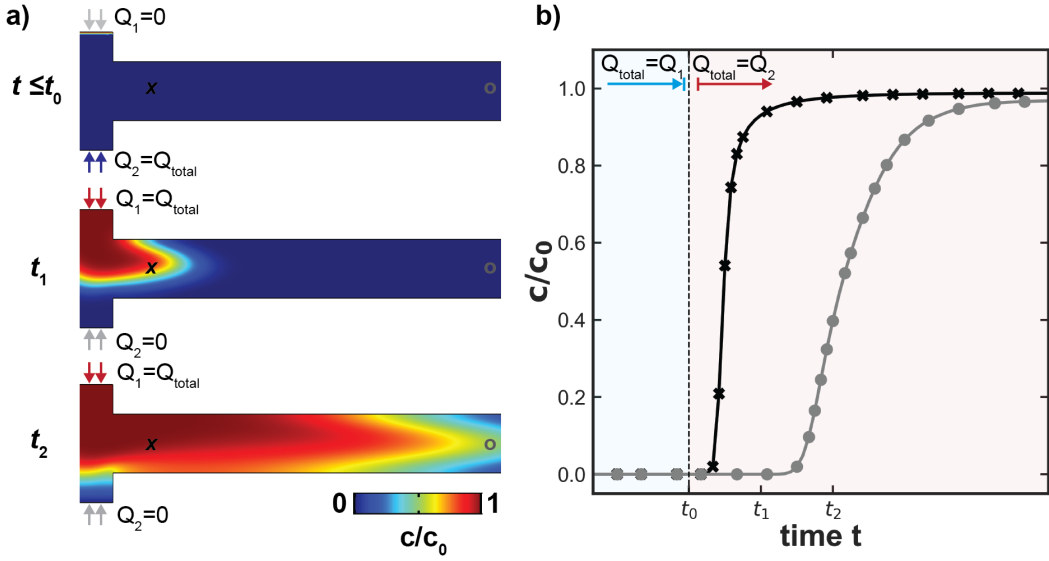 a)
Q1=0
t ≤t0
x
o
Q2=Qtotal
Q1=Qtotal
t1
x
o
Q2=0
Q1=Qtotal
t2
x
o
Q2=0
0
1
c/c0
b)
Qtotal=Q1
Qtotal=Q2
1.0
0.8
0.6
0.4
0.2
0.0
c/c0
t0
t1
t2
time t